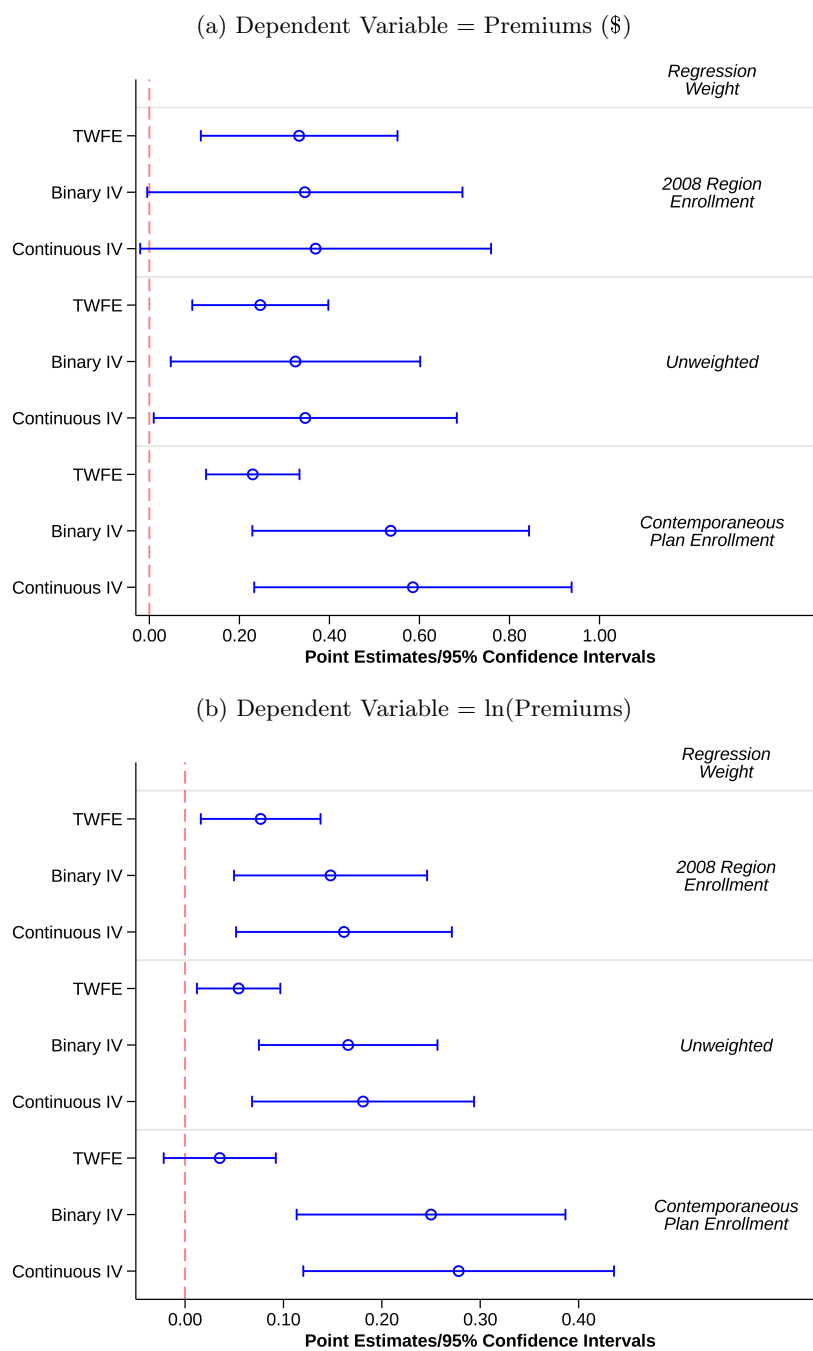 (a) Dependent Variable = Premiums ($)
Regression
Weight
TWFE
Binary IV
2008 Region
Enrollment
Continuous IV
TWFE
Binary IV
Unweighted
Continuous IV
TWFE
Binary IV
Contemporaneous
Plan Enrollment
Continuous IV
0.00 0.20 0.40 0.60 0.80 1.00
Point Estimates/95% Confidence Intervals
(b) Dependent Variable = ln(Premiums)
Regression
Weight
TWFE
Binary IV
2008 Region
Enrollment
Continuous IV
TWFE
Binary IV
Unweighted
Continuous IV
TWFE
Binary IV
Contemporaneous
Plan Enrollment
Continuous IV
0.00 0.10 0.20 0.30 0.40
Point Estimates/95% Confidence Intervals